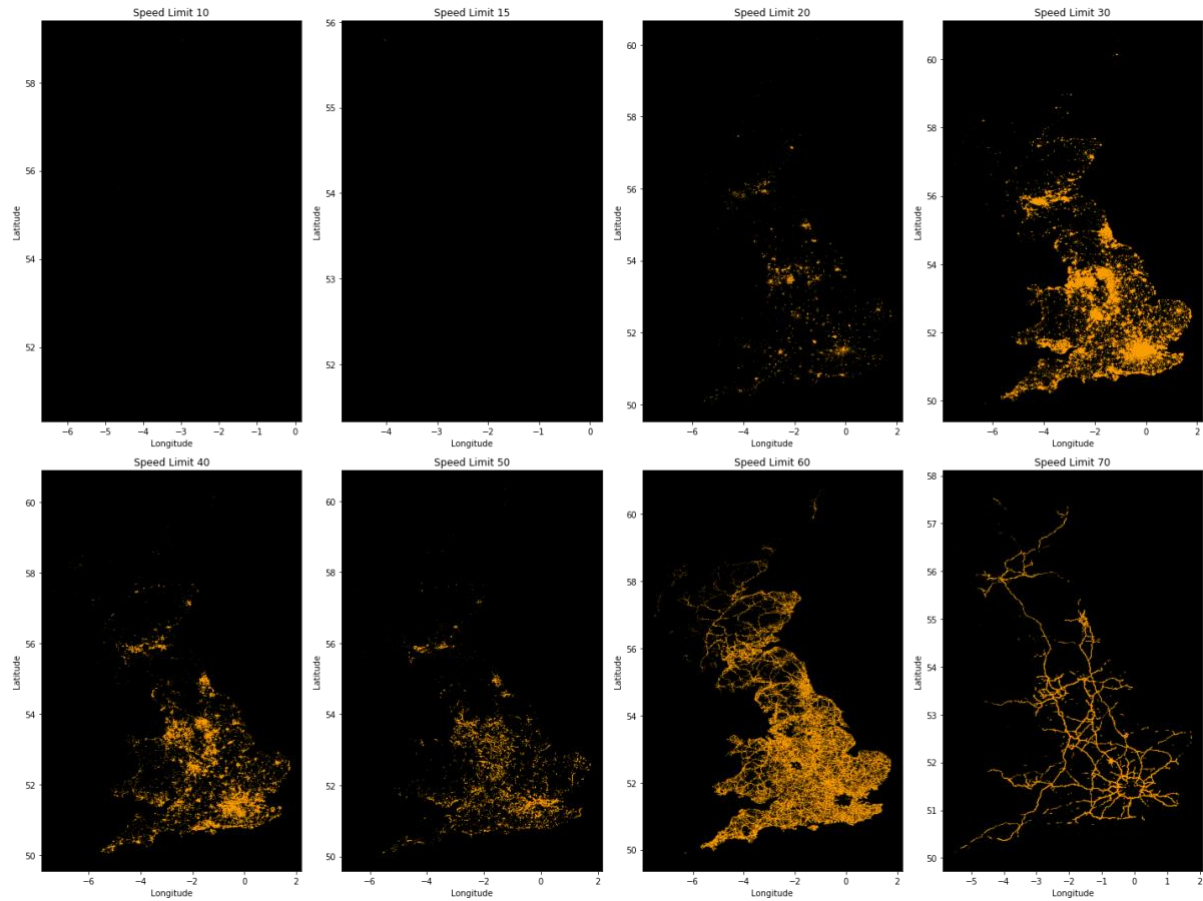 Speed Limit 10
58
56
54
52
Latitude
−6 −5 −4 −3 −2 −1 0
Longitude
Speed Limit 15
56
55
54
53
52
Latitude
−4 −3 −2 −1 0
Longitude
Speed Limit 20
60
58
56
54
52
50
Latitude
−6 −4 −2 0 2
Longitude
Speed Limit 30
60
58
56
54
52
50
Latitude
−6 −4 −2 0 2
Longitude
Speed Limit 40
60
58
56
54
52
50
Latitude
−6 −4 −2 0 2
Longitude
Speed Limit 50
60
58
56
54
52
50
Latitude
−6 −4 −2 0 2
Longitude
Speed Limit 60
60
58
56
54
52
50
Latitude
−6 −4 −2 0 2
Longitude
Speed Limit 70
58
57
56
55
54
53
52
51
50
Latitude
−5 −4 −3 −2 −1 0 1 2
Longitude